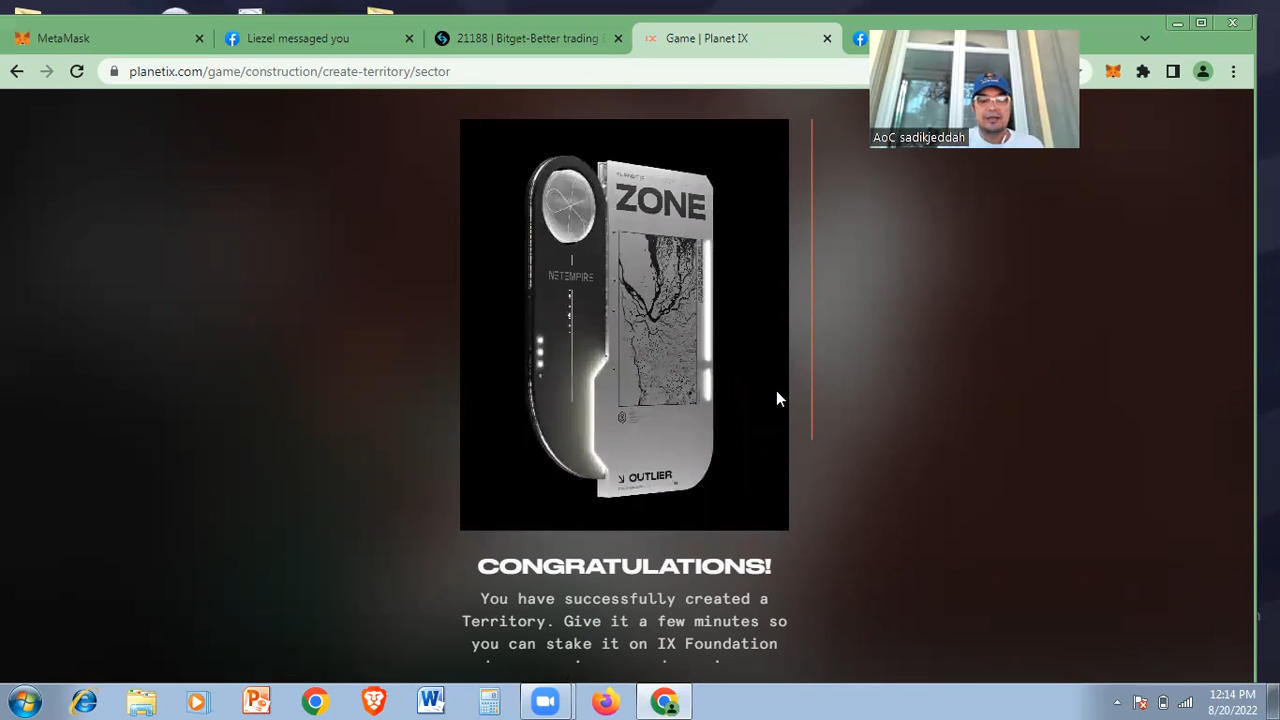 MetaMask
Liezel messaged you
21188 | Bitget-Better trading
Game | Planet IX
planetix.com/game/construction/create-territory/sector
AoC sadikjeddah
ZONE
NETEMPIRE
OUTLIER
CONGRATULATIONS!
You have successfully created a
Territory. Give it a few minutes so
you can stake it on IX Foundation
12:14 PM
8/20/2022